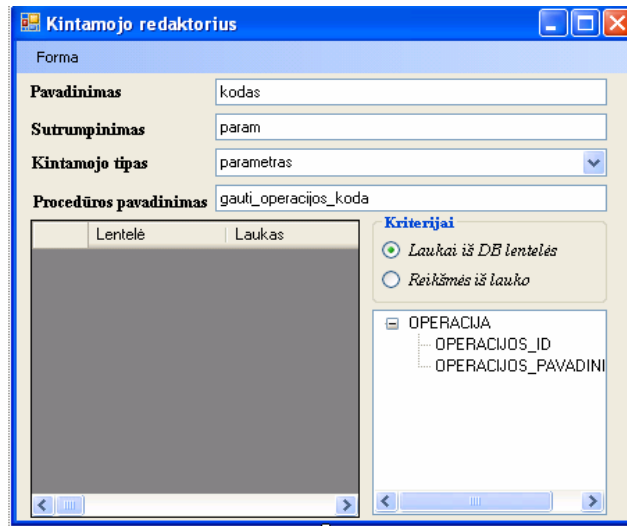 Kintamojo redaktorius
Forma
Pavadinimas kodas
Sutrumpinimas param
Kintamojo tipas parametras
Procedūros pavadinimas gauti_operacijos_koda
Lentelė Laukas
Kriterijai
Laukai iš DB lentelės
Reikšmės iš lauko
OPERACIJA
OPERACIJOS_ID
OPERACIJOS_PAVADINI